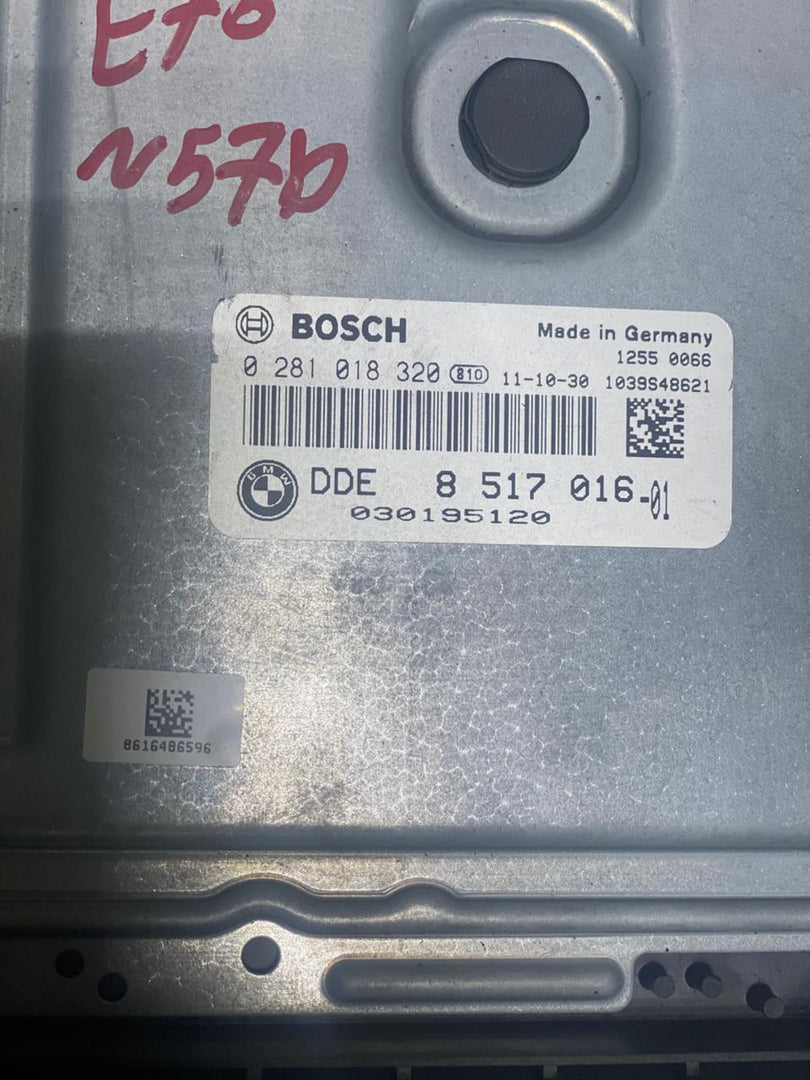 E70
N57D
BOSCH
Made in Germany
1255 0066
0 281 018 320 810 11-10-30 1039S48621
BMW
DDE 8 517 016-01
030195120
8616486596